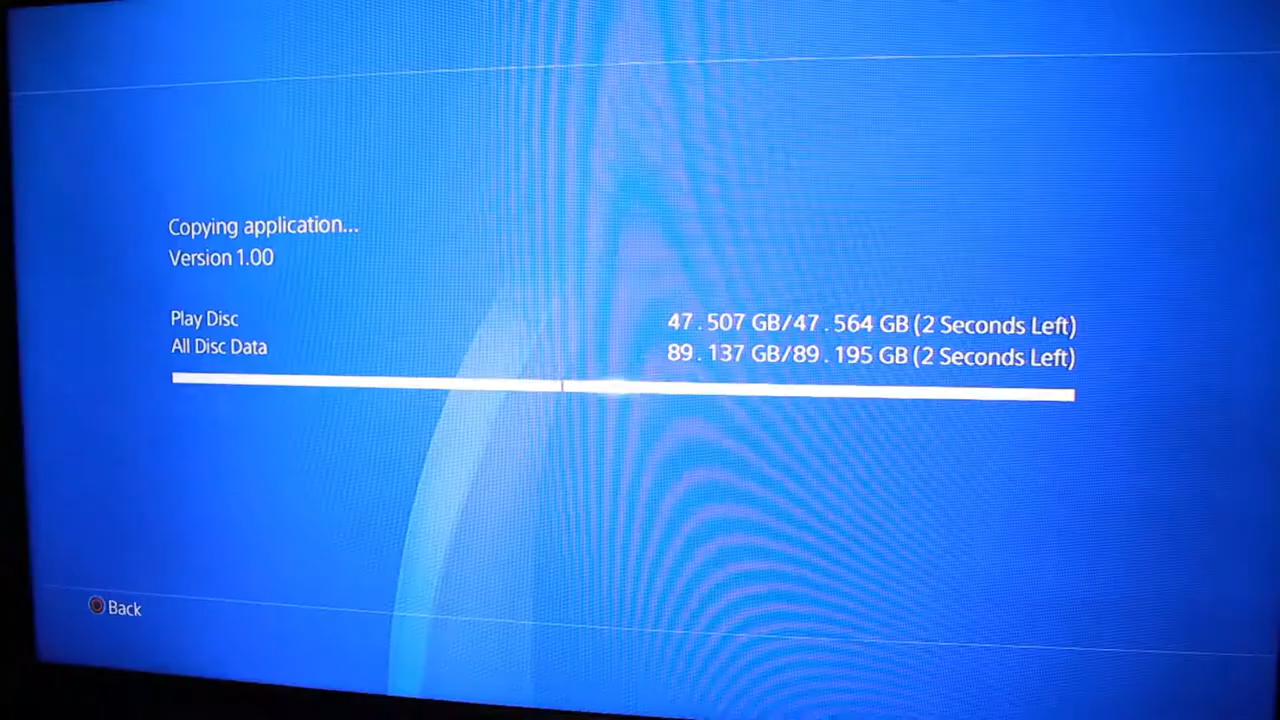 Copying application...
Version 1.00
Play Disc 47.507 GB/47.564 GB (2 Seconds Left)
All Disc Data 89.137 GB/89.195 GB (2 Seconds Left)
Back